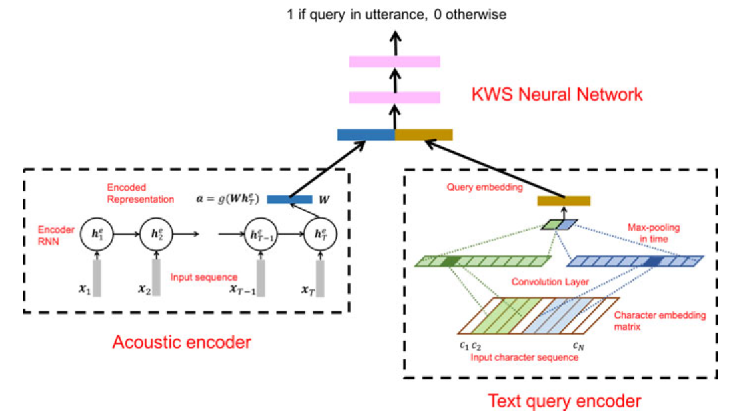 1 if query in utterance, 0 otherwise
KWS Neural Network
Encoded
Representation
a = g(Wh_T^e)
W
Encoder
RNN
h_1^e
h_2^e
h_{T-1}^e
h_T^e
Input sequence
x_1
x_2
x_{T-1}
x_T
Acoustic encoder
Query embedding
Max-pooling
in time
Convolution Layer
Character embedding
matrix
c_1 c_2
c_N
Input character sequence
Text query encoder